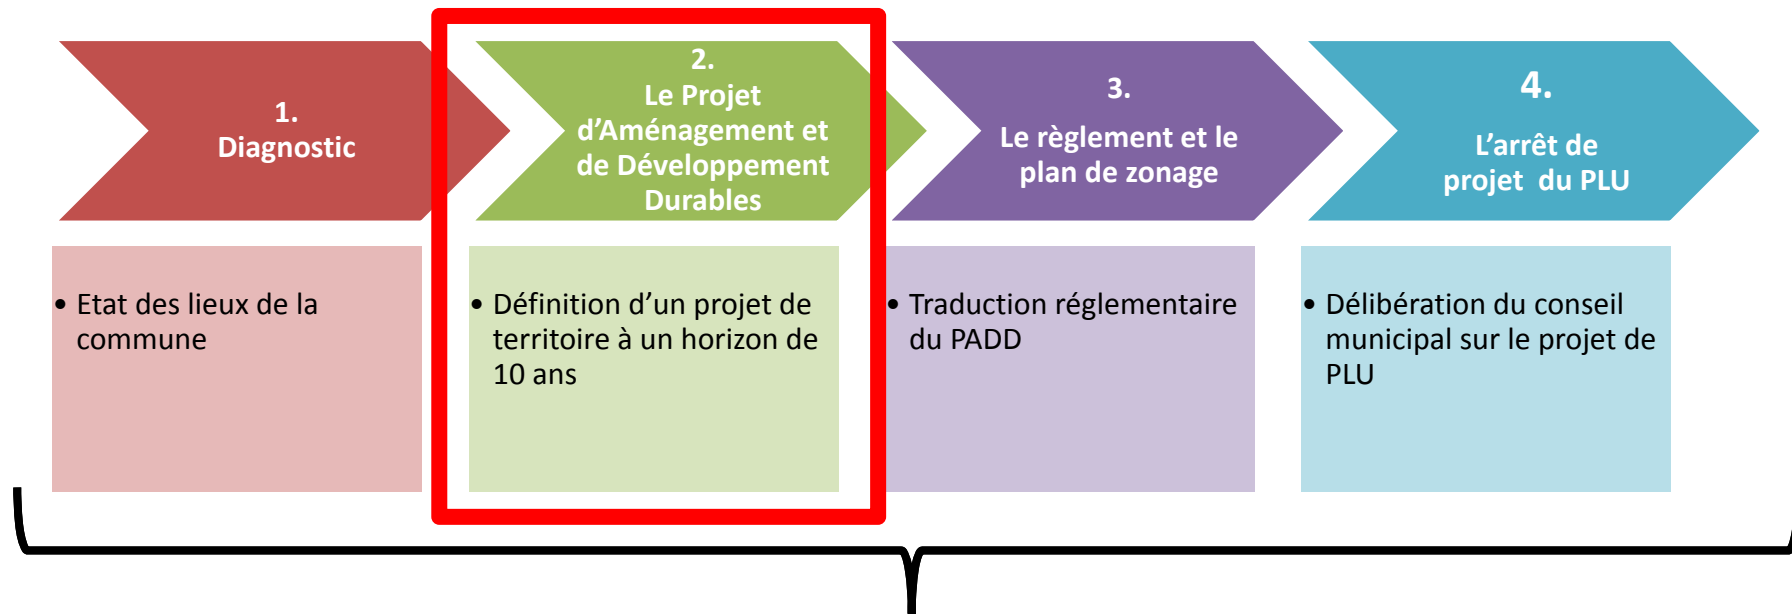 1.
Diagnostic
• Etat des lieux de la
commune
2.
Le Projet
d’Aménagement et
de Développement
Durables
• Définition d’un projet de
territoire à un horizon de
10 ans
3.
Le règlement et le
plan de zonage
• Traduction réglementaire
du PADD
4.
L’arrêt de
projet du PLU
• Délibération du conseil
municipal sur le projet de
PLU